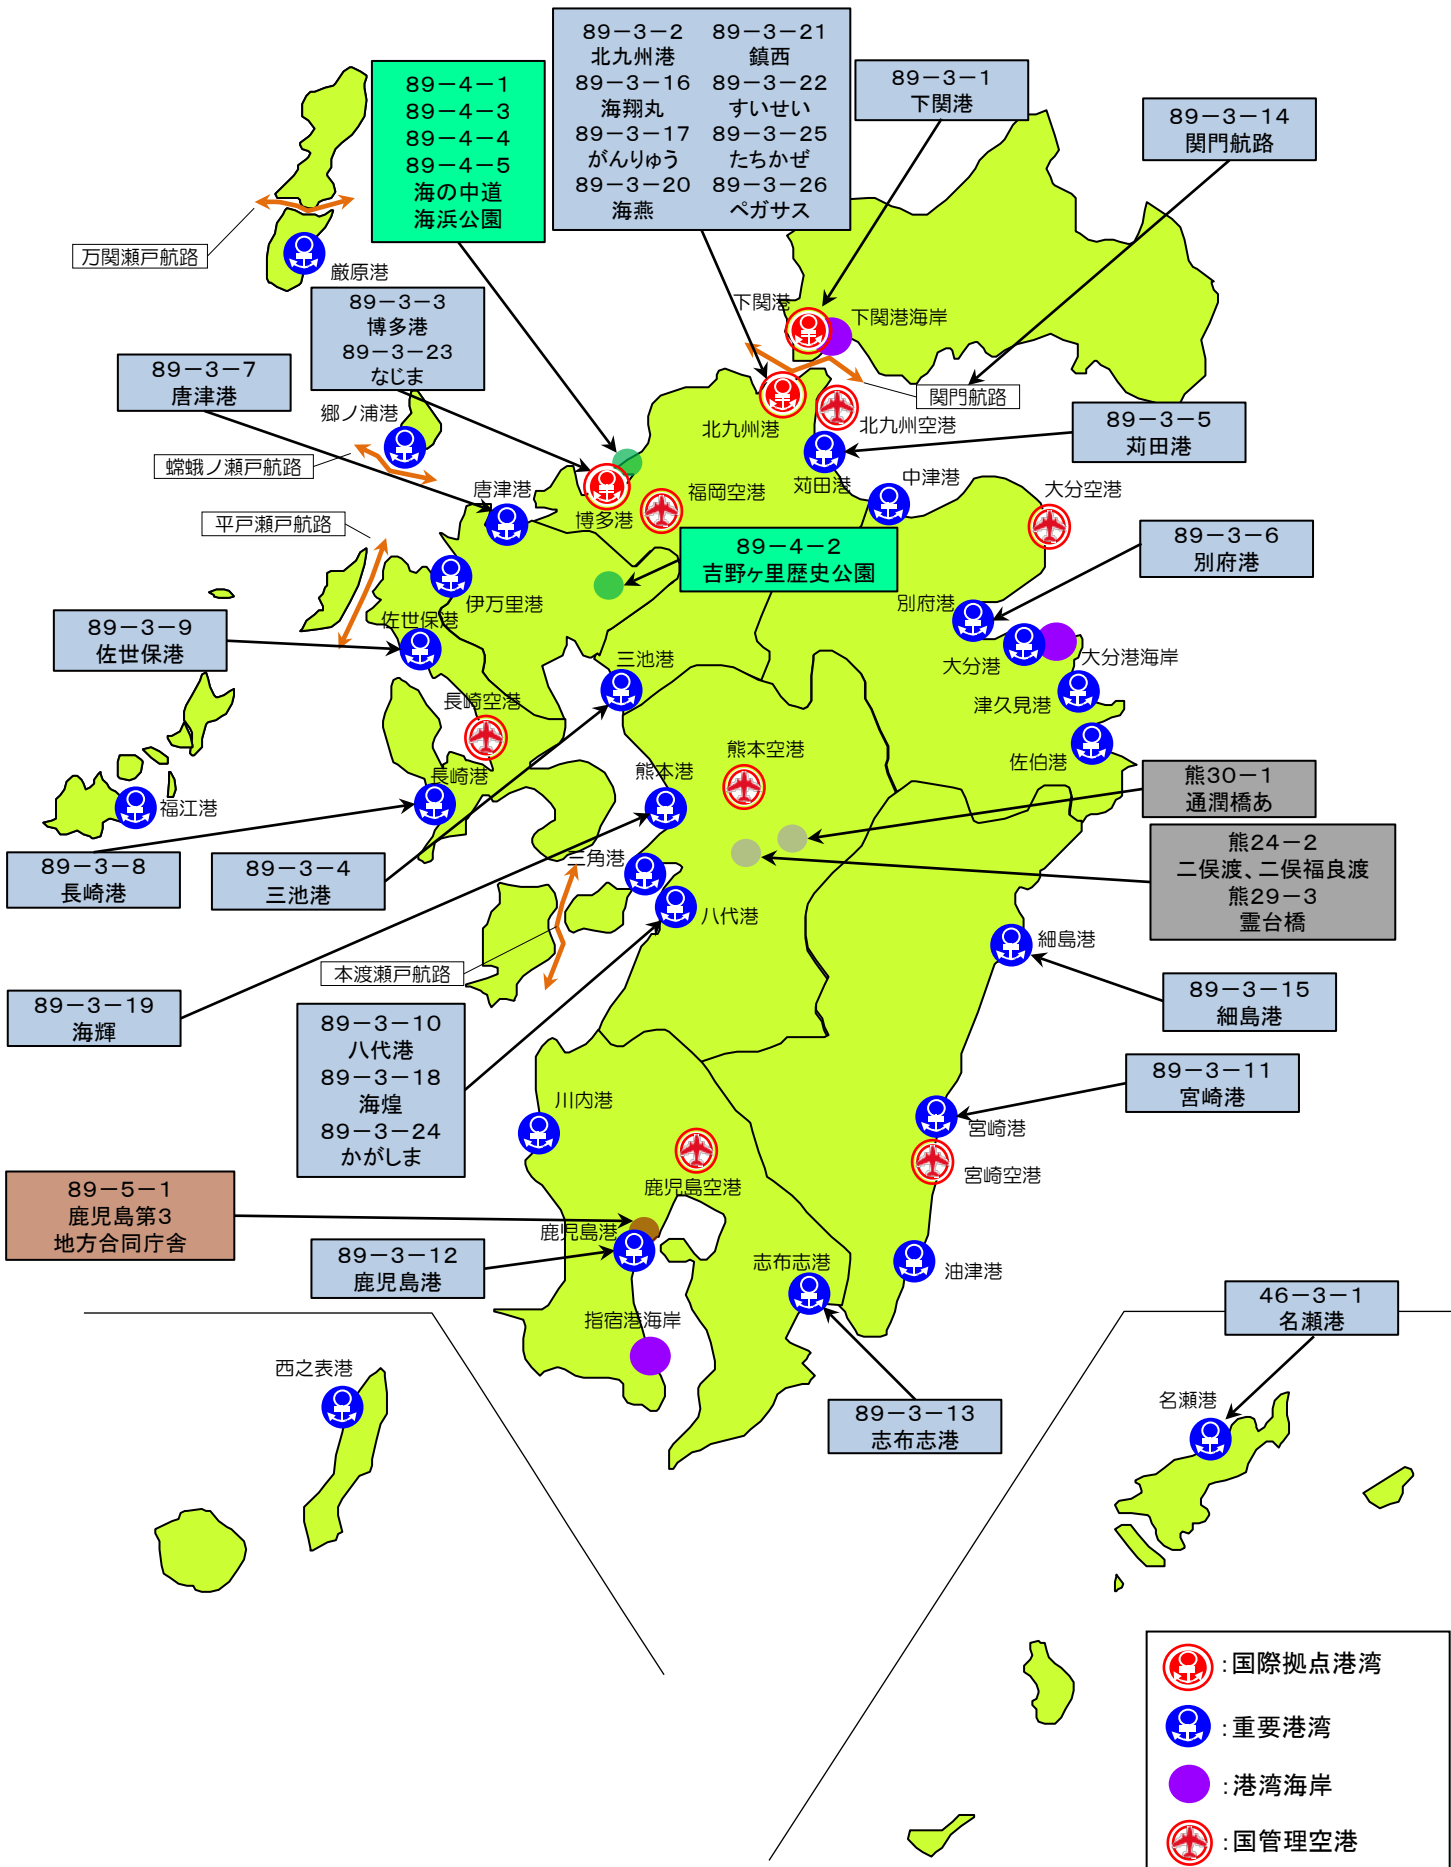 89－3－2
北九州港
89－3－16
海翔丸
89－3－17
がんりゅう
89－3－20
海燕
89－3－21
鎮西
89－3－22
すいせい
89－3－25
たちかぜ
89－3－26
ペガサス
89－4－1
89－4－3
89－4－4
89－4－5
海の中道
海浜公園
89－3－1
下関港
89－3－14
関門航路
万関瀬戸航路
厳原港
89－3－3
博多港
89－3－23
なじま
下関港
下関港海岸
89－3－7
唐津港
郷ノ浦港
関門航路
北九州港
北九州空港
89－3－5
苅田港
蟐蛾ノ瀬戸航路
唐津港
福岡空港
博多港
苅田港
中津港
大分空港
平戸瀬戸航路
89－4－2
吉野ヶ里歴史公園
89－3－6
別府港
伊万里港
別府港
89－3－9
佐世保港
佐世保港
三池港
大分港
大分港海岸
津久見港
長崎空港
熊本空港
佐伯港
長崎港
熊本港
福江港
熊30－1
通潤橋あ
89－3－8
長崎港
89－3－4
三池港
三角港
熊24－2
二俣渡、二俣福良渡
熊29－3
霊台橋
八代港
細島港
本渡瀬戸航路
89－3－19
海輝
89－3－10
八代港
89－3－18
海煌
89－3－24
かがしま
89－3－15
細島港
89－3－11
宮崎港
川内港
宮崎港
宮崎空港
鹿児島空港
89－5－1
鹿児島第3
地方合同庁舎
鹿児島港
89－3－12
鹿児島港
志布志港
油津港
指宿港海岸
46－3－1
名瀬港
西之表港
89－3－13
志布志港
名瀬港
：国際拠点港湾
：重要港湾
：港湾海岸
：国管理空港